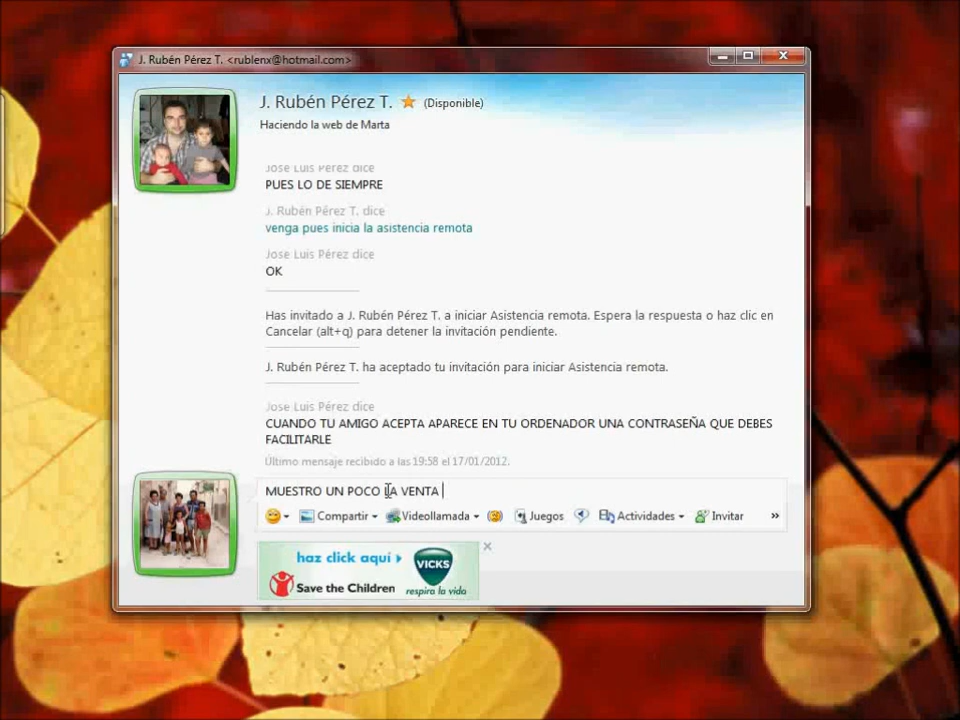 J. Rubén Pérez T. <rublenx@hotmail.com>
J. Rubén Pérez T. (Disponible)
Haciendo la web de Marta
Jose Luis Pérez dice
PUES LO DE SIEMPRE
J. Rubén Pérez T. dice
venga pues inicia la asistencia remota
Jose Luis Pérez dice
OK
Has invitado a J. Rubén Pérez T. a iniciar Asistencia remota. Espera la respuesta o haz clic en
Cancelar (alt+q) para detener la invitación pendiente.
J. Rubén Pérez T. ha aceptado tu invitación para iniciar Asistencia remota.
Jose Luis Pérez dice
CUANDO TU AMIGO ACEPTA APARECE EN TU ORDENADOR UNA CONTRASEÑA QUE DEBES
FACILITARLE
Último mensaje recibido a las 19:58 el 17/01/2012.
MUESTRO UN POCO LA VENTA
Compartir Videollamada Juegos Actividades Invitar »
haz click aquí
VICKS
Save the Children respira la vida